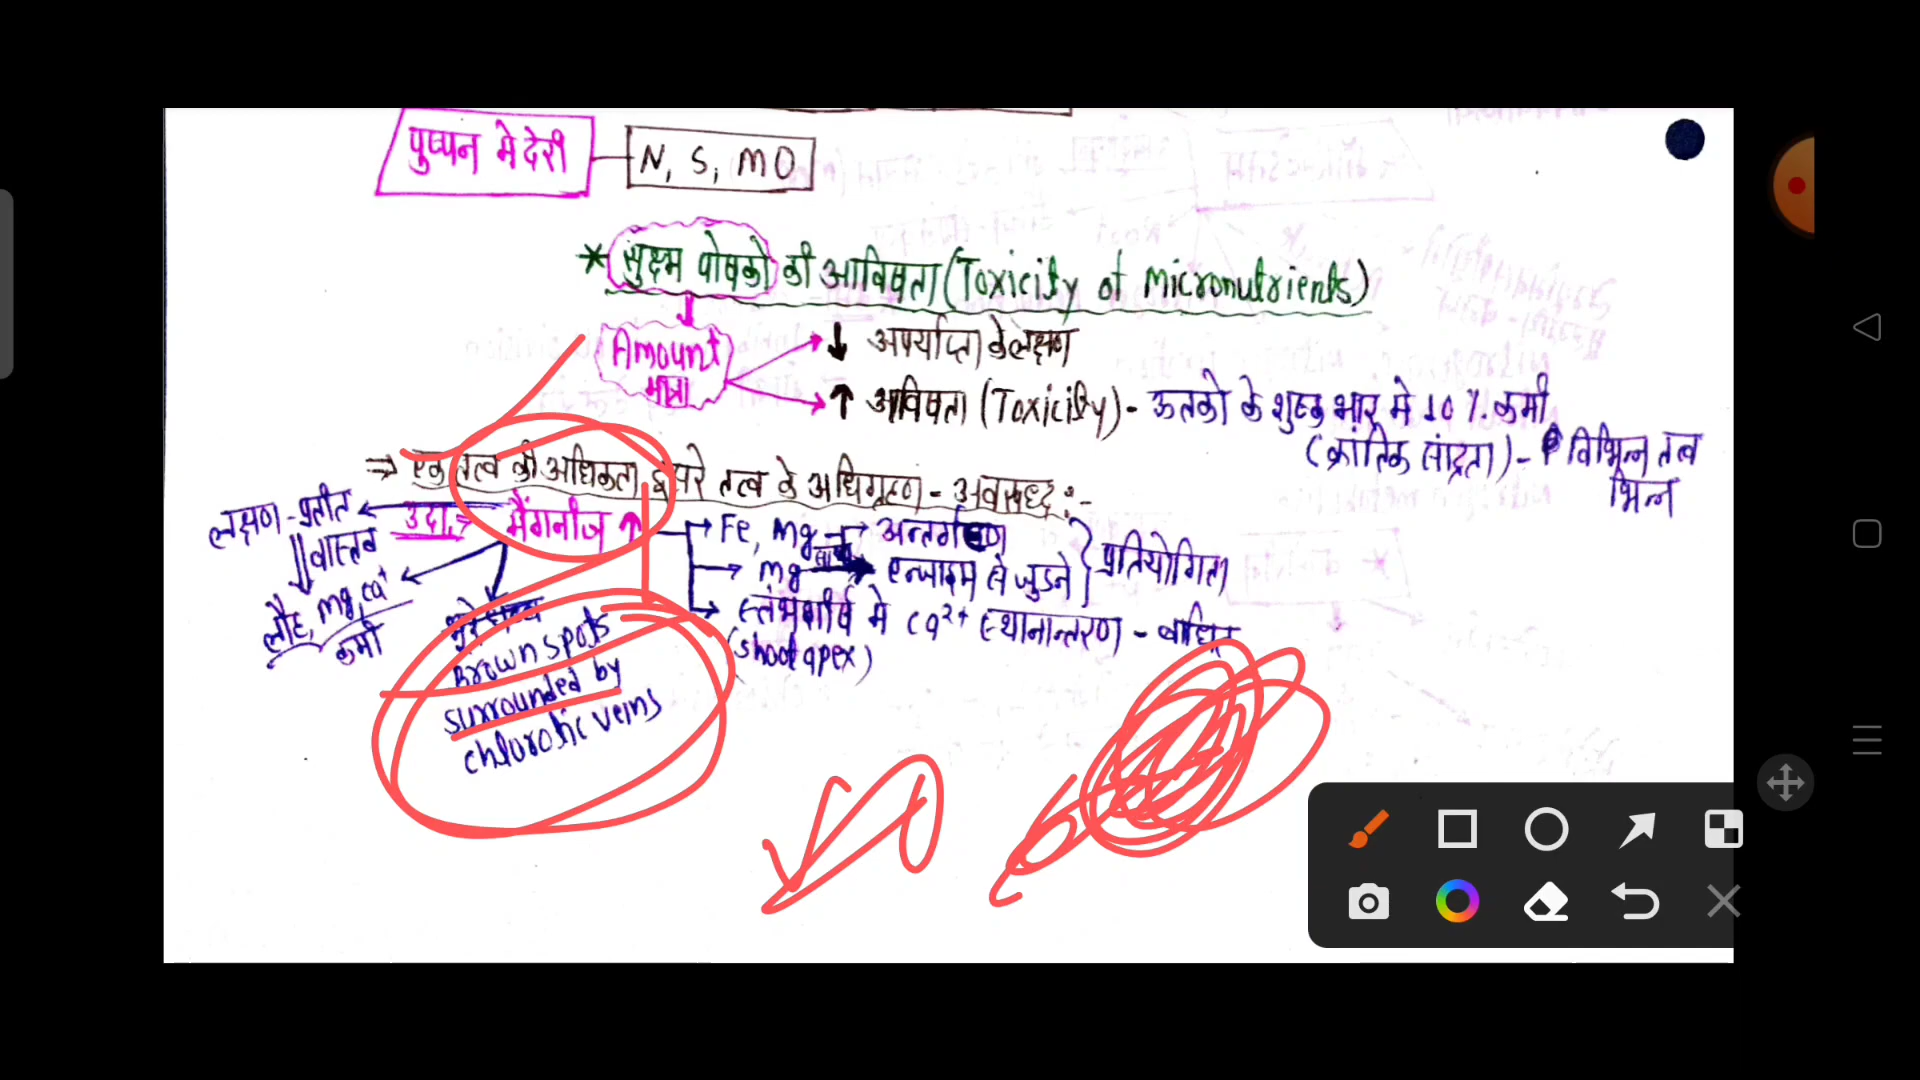 पुष्पन मे देरी - N, S, MO
* सुक्ष्म पोषको की आविषता (Toxicity of Micronutrients)
Amount मात्रा
↓ अपर्याप्ता के लक्षण
↑ आविषता (Toxicity) - ऊतको के शुष्क भार मे 10 % कमी
(क्रांतिक सांद्रता) - विभिन्न तत्व
भिन्न
⇒ एक तत्व की अधिकता दूसरे तत्व के अधिग्रहण - अवरुध्द :-
लक्षण - प्रतीत
उदा. ⇒ मैंगनीज ↑
Fe, mg → अन्तर्ग्रहण
mg → एन्जाइम से जुडने
प्रतियोगिता
स्तंभशीर्ष मे ca2+ स्थानान्तरण - बाधित
(shoot apex)
वास्तव
लौह, mg, ca+
कमी
Brown spots
surrounded by
chlorotic veins